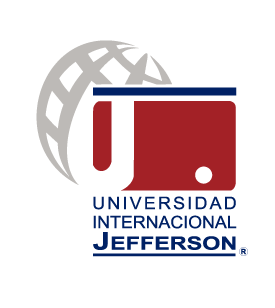 J.
UNIVERSIDAD
INTERNACIONAL
JEFFERSON ®